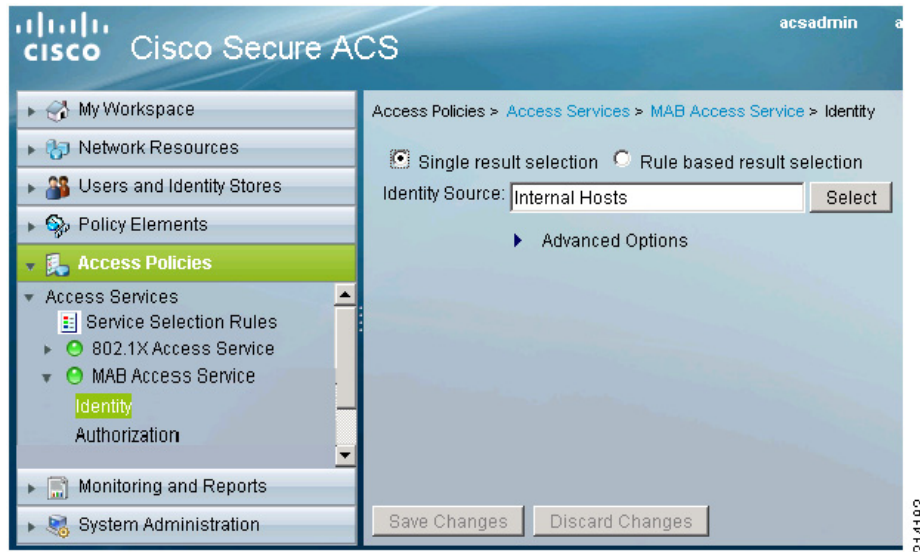 CISCO Cisco Secure ACS
acsadmin
My Workspace
Network Resources
Users and Identity Stores
Policy Elements
Access Policies
Access Services
Service Selection Rules
802.1X Access Service
MAB Access Service
Identity
Authorization
Monitoring and Reports
System Administration
Access Policies > Access Services > MAB Access Service > Identity
Single result selection Rule based result selection
Identity Source: Internal Hosts Select
Advanced Options
Save Changes Discard Changes